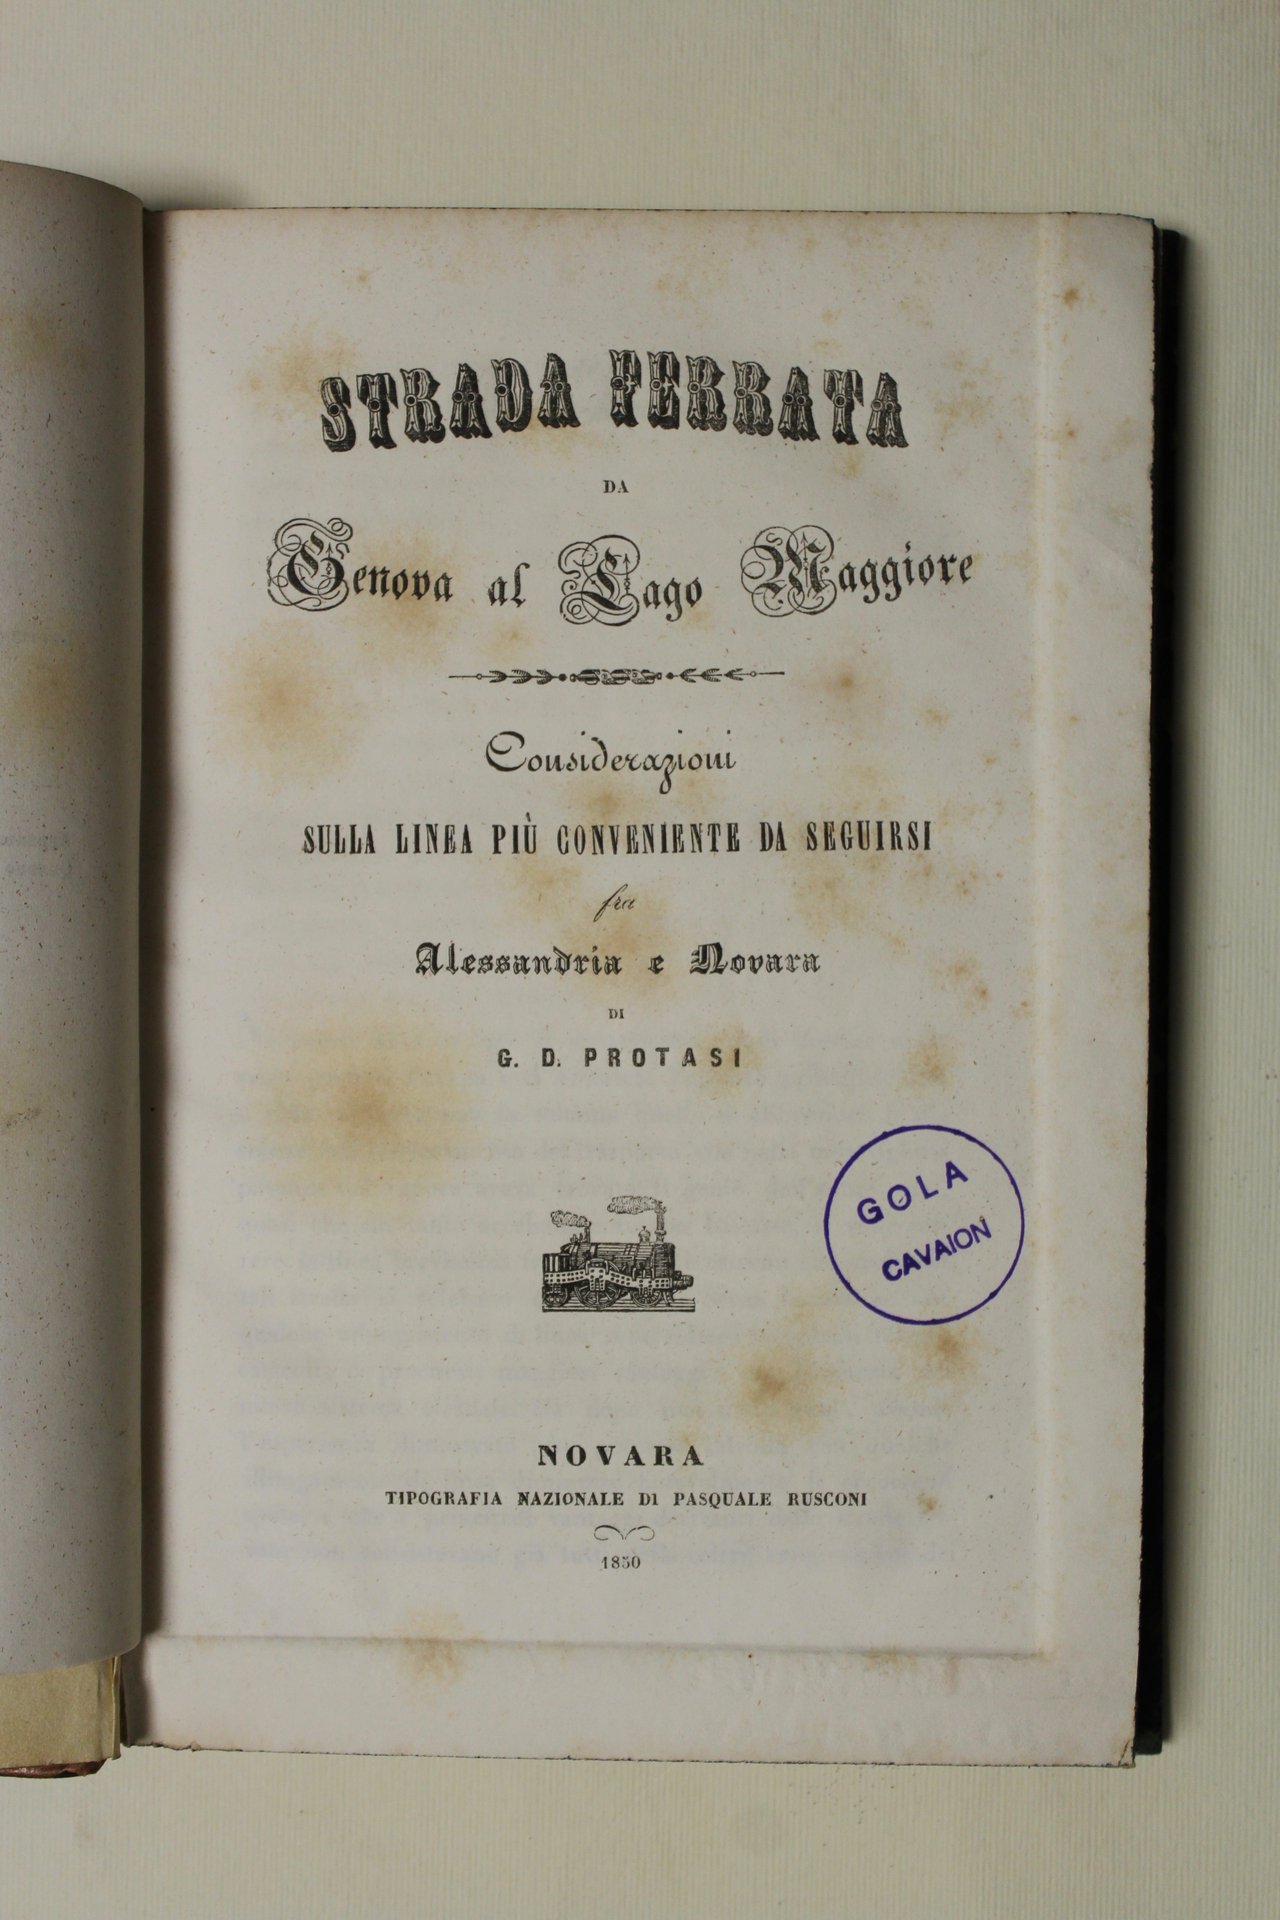 STRADA FERRATA
DA
Genova al Lago Maggiore
Considerazioni
SULLA LINEA PIÙ CONVENIENTE DA SEGUIRSI
fra
Alessandria e Novara
DI
G. D. PROTASI
GOLA
CAVAION
NOVARA
TIPOGRAFIA NAZIONALE DI PASQUALE RUSCONI
1850